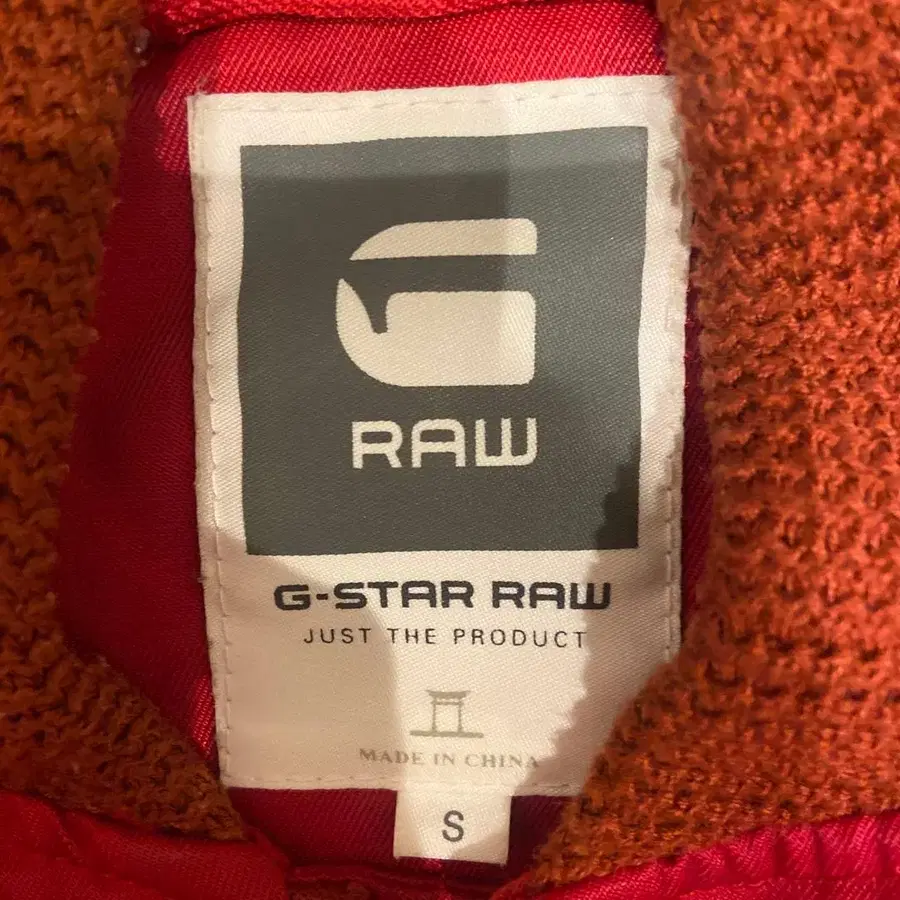 RAW
G-STAR RAW
JUST THE PRODUCT
MADE IN CHINA
S